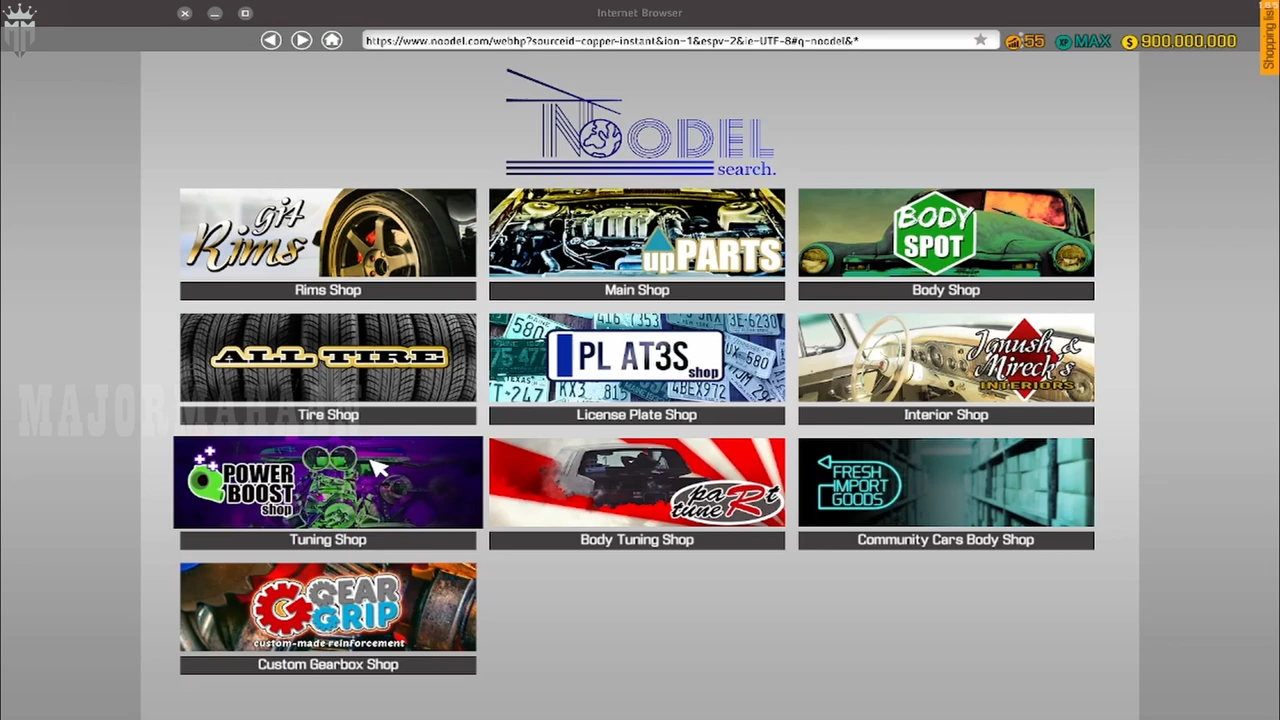 Internet Browser
https://www.noodel.com/webhp?sourceid-copper-instant&ion-1&espv-2&ie-UTF-8#q-noodel&*
55
XP MAX
$ 900,000,000
Shopping list
MM
NOODEL
search.
git Rims
upPARTS
BODY SPOT
Rims Shop
Main Shop
Body Shop
ALL TIRE
PL AT3S
shop
Janush &
Mireck's
INTERIORS
MAJORMAHA
Tire Shop
License Plate Shop
Interior Shop
POWER
BOOST
shop
paRt
tune
FRESH
IMPORT
GOODS
Tuning Shop
Body Tuning Shop
Community Cars Body Shop
GEAR
GRIP
custom-made reinforcement
Custom Gearbox Shop